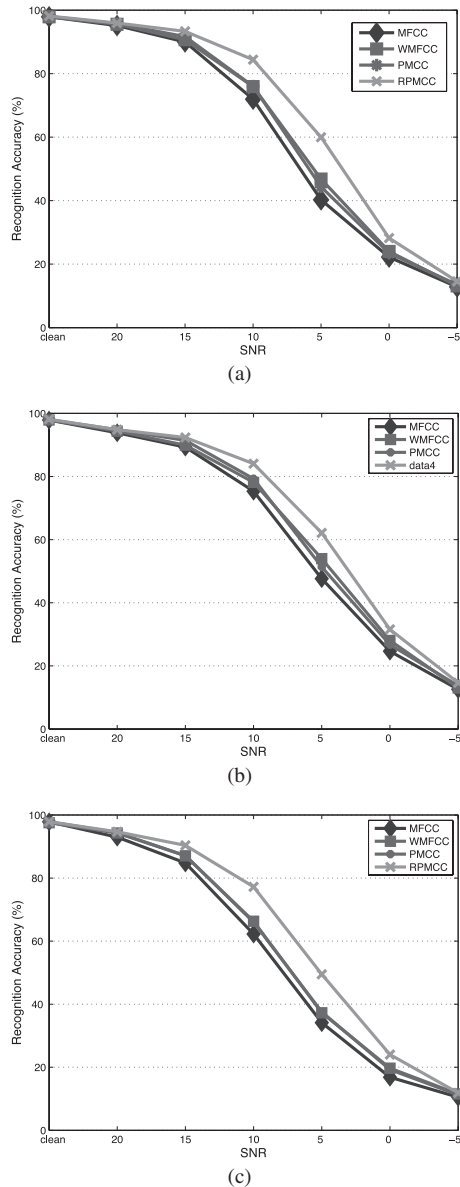 100
80
60
40
20
0
Recognition Accuracy (%)
MFCC
WMFCC
PMCC
RPMCC
clean 20 15 10 5 0 −5
SNR
(a)
100
80
60
40
20
0
Recognition Accuracy (%)
MFCC
WMFCC
PMCC
data4
clean 20 15 10 5 0 −5
SNR
(b)
100
80
60
40
20
0
Recognition Accuracy (%)
MFCC
WMFCC
PMCC
RPMCC
clean 20 15 10 5 0 −5
SNR
(c)